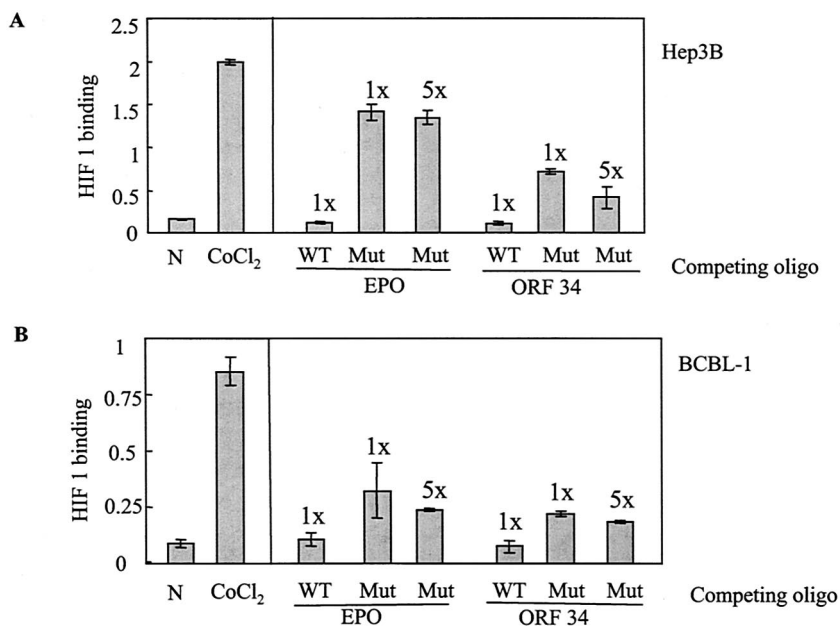 A
Hep3B
HIF 1 binding
2.5
2
1.5
1
0.5
0
1x
1x
5x
1x
1x
5x
N
CoCl₂
WT
Mut
Mut
WT
Mut
Mut
EPO
ORF 34
Competing oligo
B
BCBL-1
HIF 1 binding
1
0.75
0.5
0.25
0
1x
1x
5x
1x
1x
5x
N
CoCl₂
WT
Mut
Mut
WT
Mut
Mut
EPO
ORF 34
Competing oligo